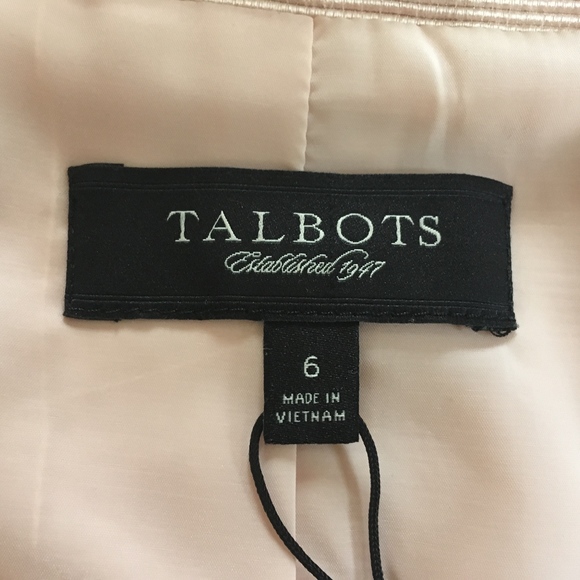 TALBOTS
Established 1947
6
MADE IN
VIETNAM